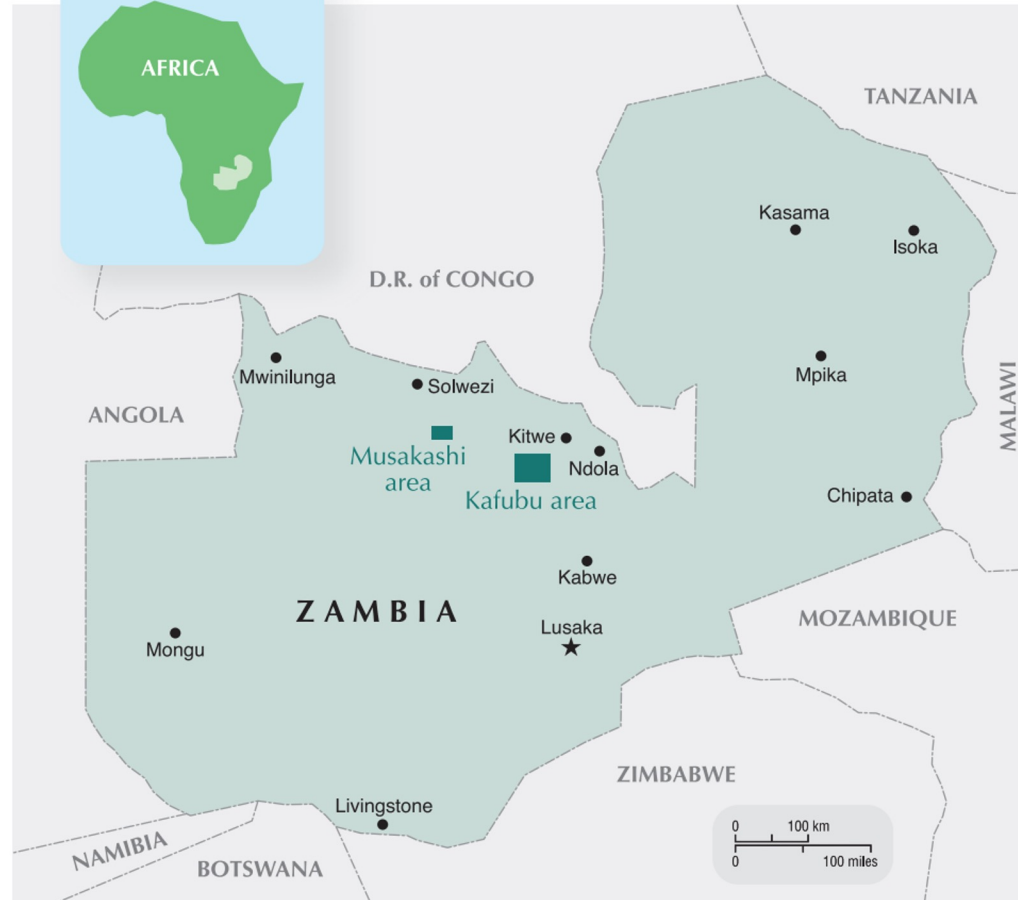 AFRICA
TANZANIA
Kasama
Isoka
D.R. of CONGO
Mwinilunga
Solwezi
Mpika
MALAWI
ANGOLA
Kitwe
Musakashi
area
Ndola
Kafubu area
Chipata
Kabwe
ZAMBIA
MOZAMBIQUE
Lusaka
Mongu
ZIMBABWE
Livingstone
NAMIBIA
BOTSWANA
0 100 km
0 100 miles